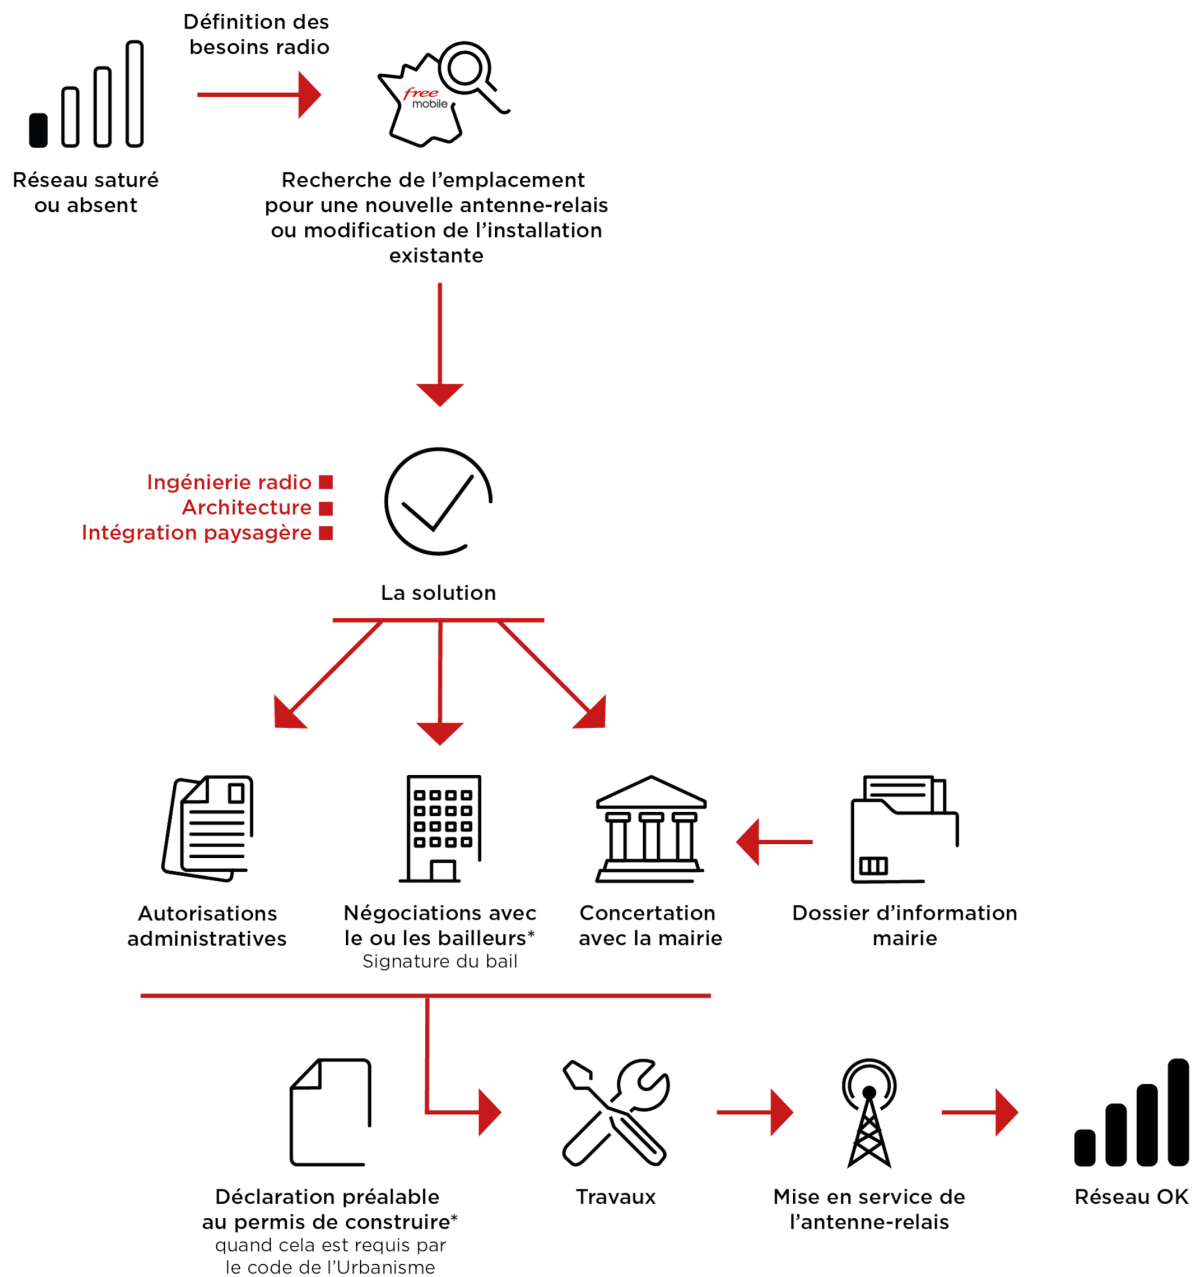 Définition des
besoins radio
free
mobile
Réseau saturé
ou absent
Recherche de l’emplacement
pour une nouvelle antenne-relais
ou modification de l’installation
existante
Ingénierie radio
Architecture
Intégration paysagère
La solution
Autorisations
administratives
Négociations avec
le ou les bailleurs*
Signature du bail
Concertation
avec la mairie
Dossier d’information
mairie
Déclaration préalable
au permis de construire*
quand cela est requis par
le code de l’Urbanisme
Travaux
Mise en service de
l’antenne-relais
Réseau OK